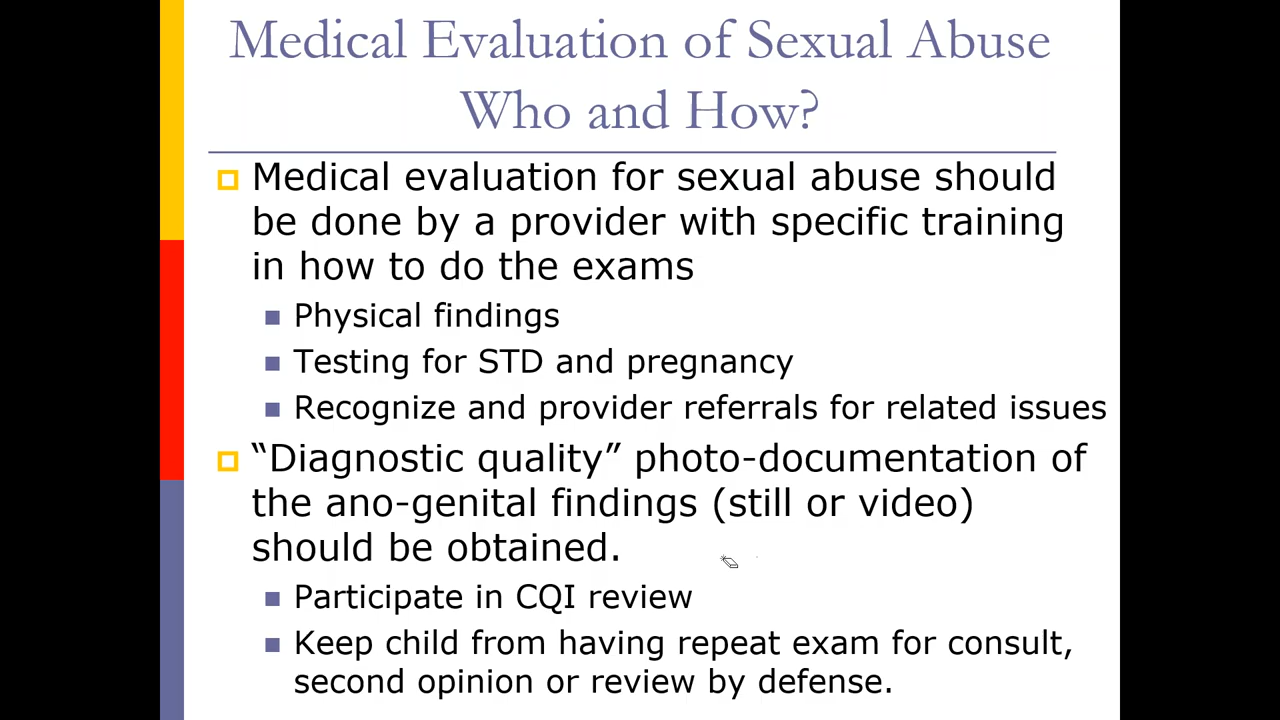 Medical Evaluation of Sexual Abuse
Who and How?
Medical evaluation for sexual abuse should
be done by a provider with specific training
in how to do the exams
Physical findings
Testing for STD and pregnancy
Recognize and provider referrals for related issues
“Diagnostic quality” photo-documentation of
the ano-genital findings (still or video)
should be obtained.
Participate in CQI review
Keep child from having repeat exam for consult,
second opinion or review by defense.